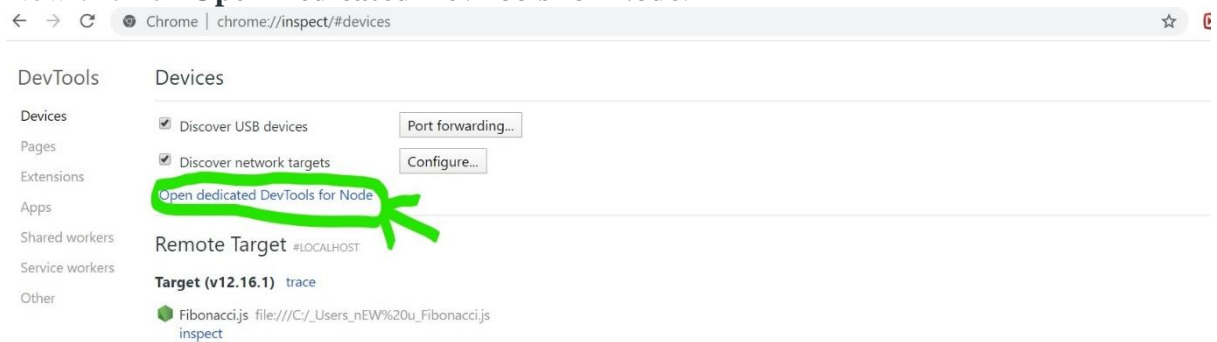 Chrome | chrome://inspect/#devices
DevTools
Devices
Devices
Pages
Extensions
Apps
Shared workers
Service workers
Other
Discover USB devices
Port forwarding...
Discover network targets
Configure...
Open dedicated DevTools for Node
Remote Target #LOCALHOST
Target (v12.16.1) trace
Fibonacci.js file:///C:/_Users_nEW%20u_Fibonacci.js
inspect